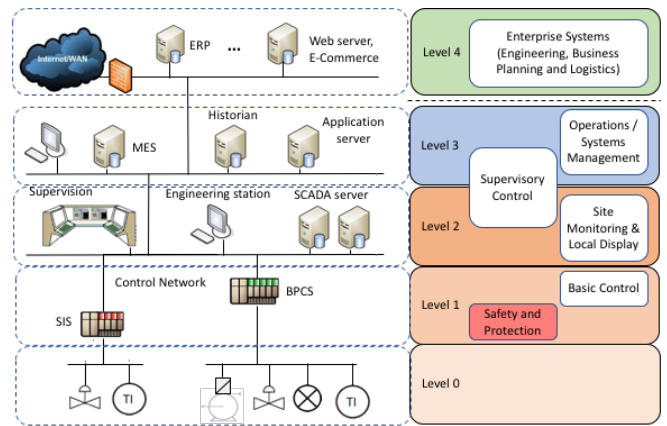 Internet/WAN
ERP
...
Web server,
E-Commerce
Level 4
Enterprise Systems
(Engineering, Business
Planning and Logistics)
MES
Historian
Application
server
Level 3
Operations /
Systems
Management
Supervisory
Control
Supervision
Engineering station
SCADA server
Level 2
Site
Monitoring &
Local Display
Control Network
BPCS
SIS
Level 1
Basic Control
Safety and
Protection
TI
TI
Level 0